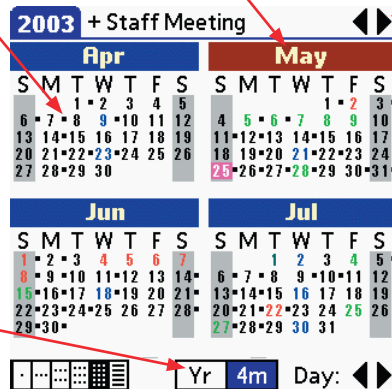 2003 + Staff Meeting
Apr
S M T W T F S
1 2 3 4 5
6 7 8 9 10 11 12
13 14 15 16 17 18 19
20 21 22 23 24 25 26
27 28 29 30
May
S M T W T F S
1 2 3
4 5 6 7 8 9 10
11 12 13 14 15 16 17
18 19 20 21 22 23 24
25 26 27 28 29 30 31
Jun
S M T W T F S
1 2 3 4 5 6 7
8 9 10 11 12 13 14
15 16 17 18 19 20 21
22 23 24 25 26 27 28
29 30
Jul
S M T W T F S
1 2 3 4 5
6 7 8 9 10 11 12
13 14 15 16 17 18 19
20 21 22 23 24 25 26
27 28 29 30 31
Yr 4m Day: